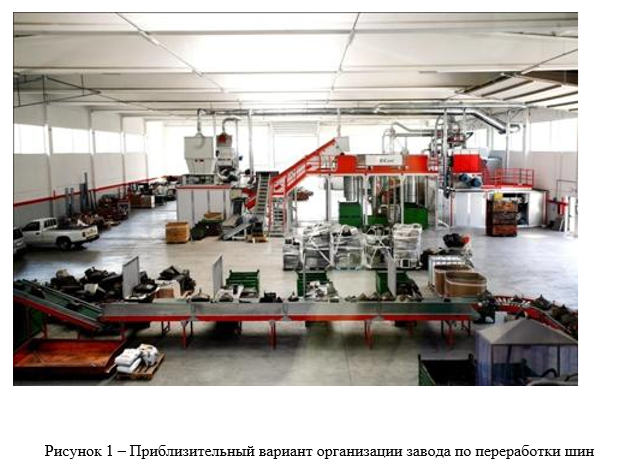 Рисунок 1 – Приблизительный вариант организации завода по переработки шин